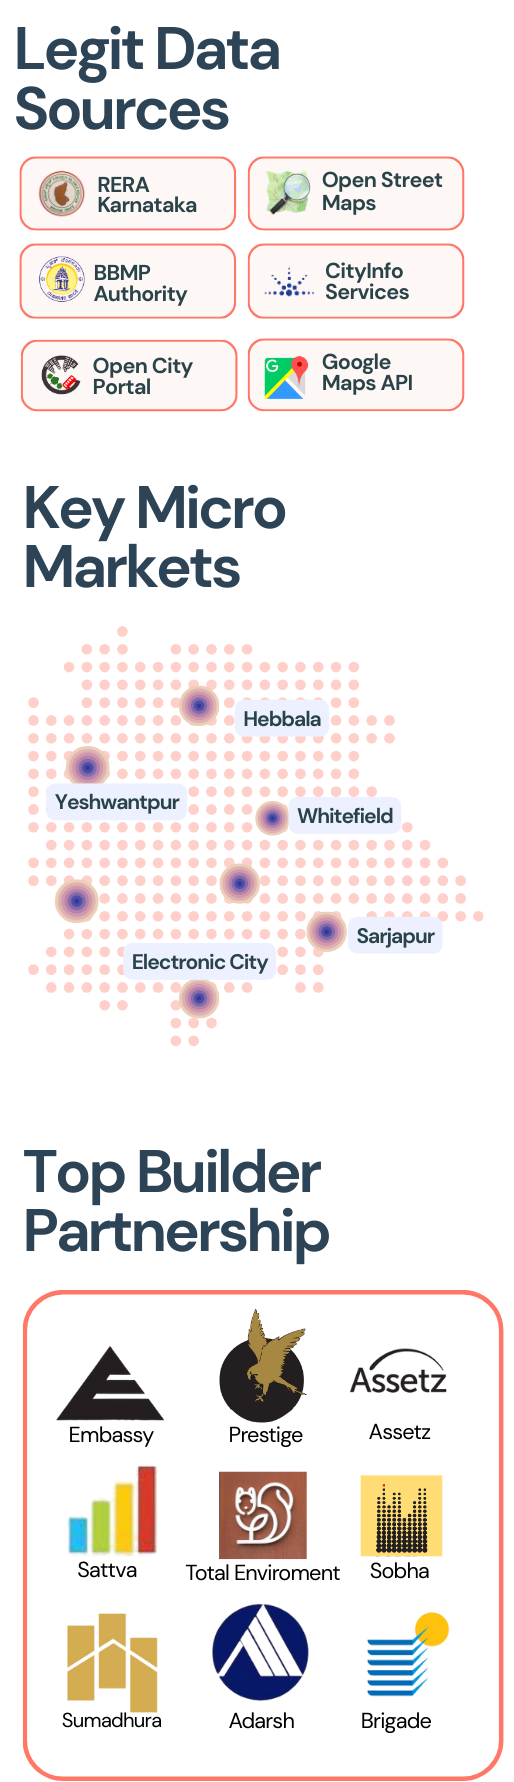 Legit Data
Sources
RERA
Karnataka
Open Street
Maps
BBMP
Authority
CityInfo
Services
Open City
Portal
G
Google
Maps API
Key Micro
Markets
Hebbala
Yeshwantpur
Whitefield
Sarjapur
Electronic City
Top Builder
Partnership
Assetz
Embassy
Prestige
Assetz
Sattva
Total Enviroment
Sobha
Sumadhura
Adarsh
Brigade